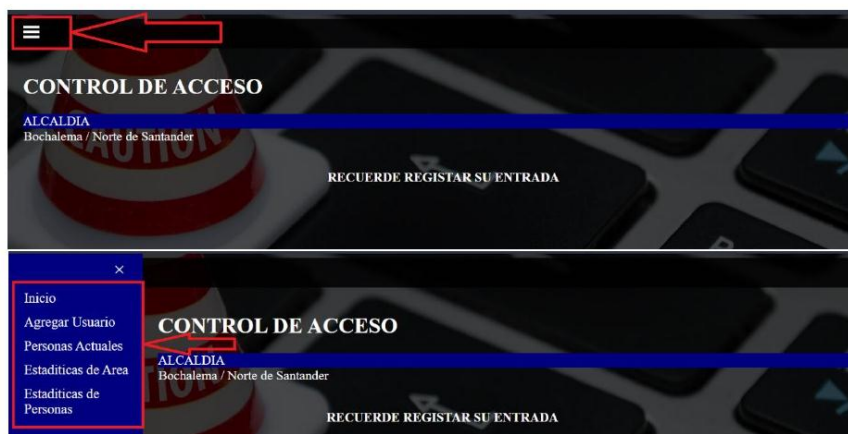 CONTROL DE ACCESO
ALCALDIA
Bochalema / Norte de Santander
CAUTION
RECUERDE REGISTAR SU ENTRADA
×
Inicio
Agregar Usuario
Personas Actuales
Estaditicas de Area
Estaditicas de
Personas
CONTROL DE ACCESO
ALCALDIA
Bochalema / Norte de Santander
RECUERDE REGISTAR SU ENTRADA